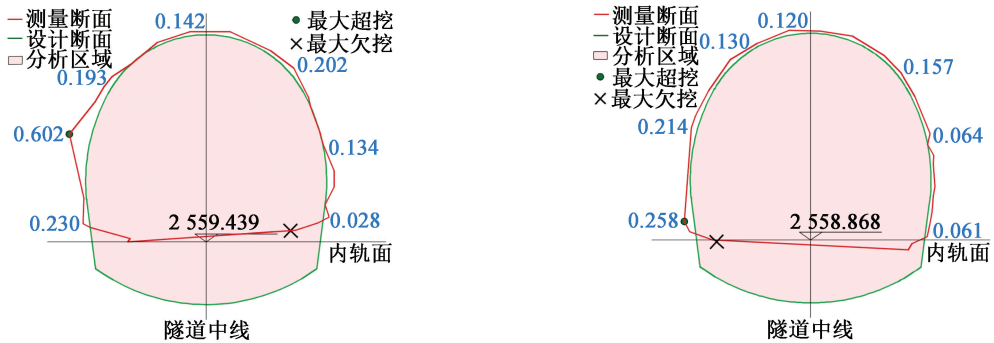 测量断面
设计断面
分析区域
0.142
最大超挖
最大欠挖
0.193
0.202
0.602
0.134
0.230
2 559.439
0.028
内轨面
隧道中线
0.120
测量断面
设计断面
分析区域
最大超挖
最大欠挖
0.130
0.157
0.214
0.064
0.258
2 558.868
0.061
内轨面
隧道中线